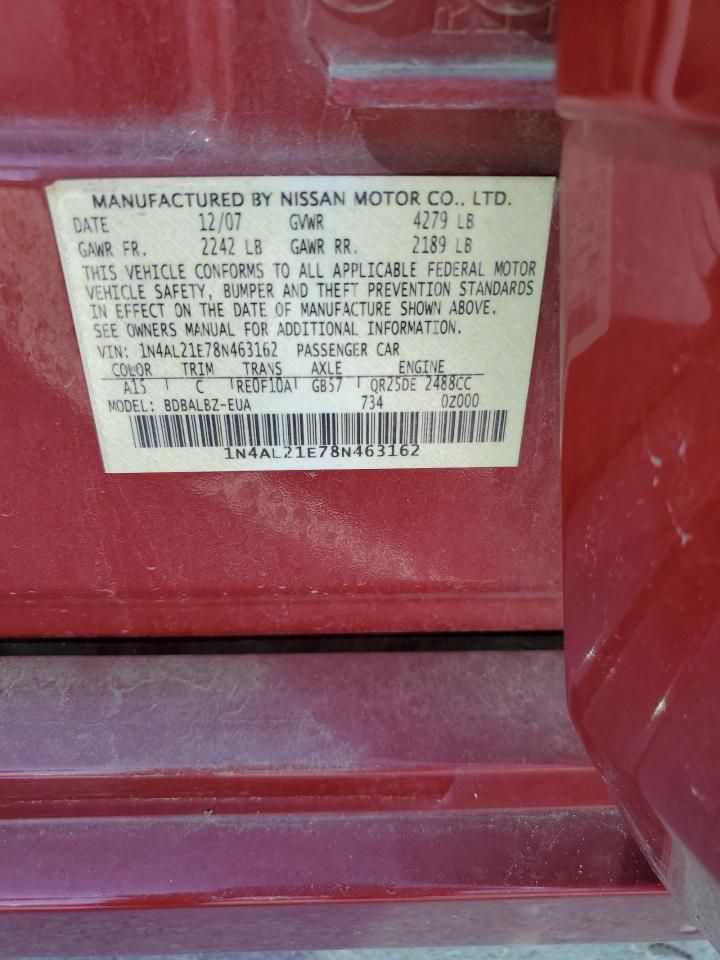 MANUFACTURED BY NISSAN MOTOR CO., LTD.
DATE 12/07 GVWR 4279 LB
GAWR FR. 2242 LB GAWR RR. 2189 LB
THIS VEHICLE CONFORMS TO ALL APPLICABLE FEDERAL MOTOR
VEHICLE SAFETY, BUMPER AND THEFT PREVENTION STANDARDS
IN EFFECT ON THE DATE OF MANUFACTURE SHOWN ABOVE.
SEE OWNERS MANUAL FOR ADDITIONAL INFORMATION.
VIN: 1N4AL21E78N463162 PASSENGER CAR
COLOR TRIM TRANS AXLE ENGINE
A15 C RE0F10A GB57 QR25DE 2488CC
MODEL: BDBALBZ-EUA 734 0Z000
1N4AL21E78N463162